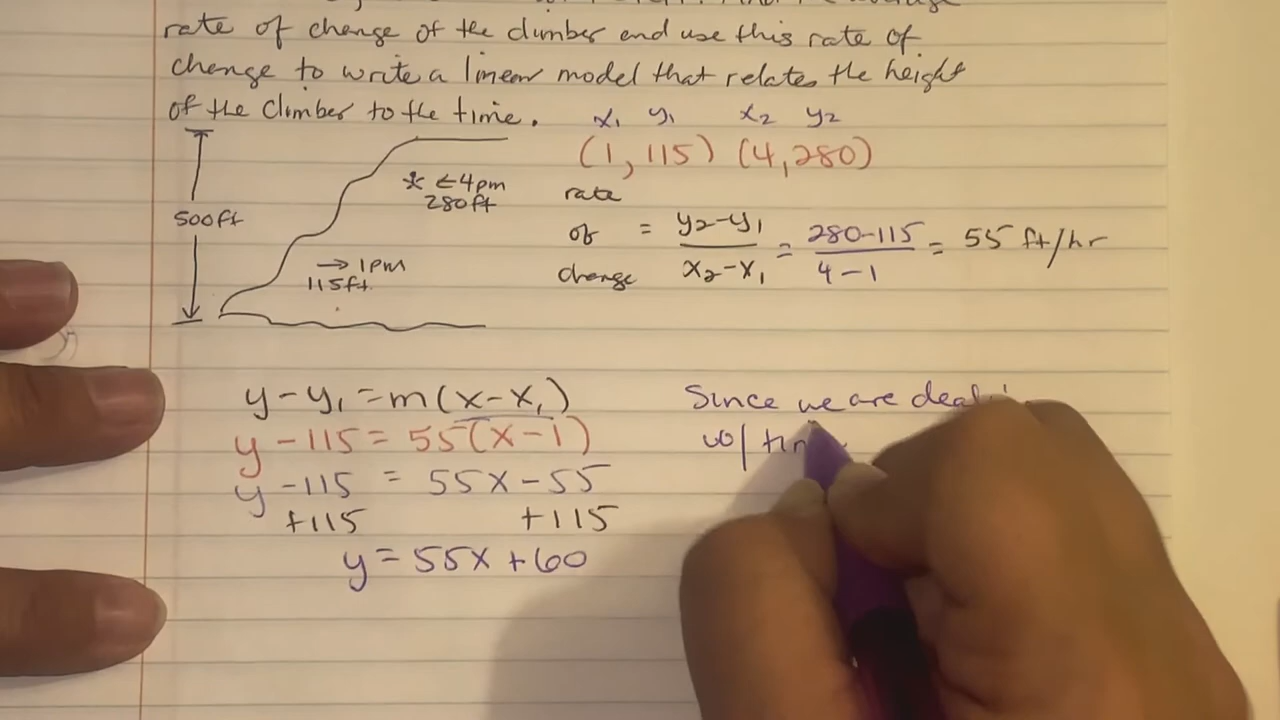 rate of change of the climber and use this rate of
change to write a linear model that relates the height
of the climber to the time.
x₁ y₁ x₂ y₂
(1, 115) (4, 280)
500ft
* ← 4pm
280ft
→ 1pm
115ft
rate
of = y₂-y₁ / x₂-x₁ = 280-115 / 4-1 = 55 ft/hr
change
y-y₁ = m(x-x₁)
y-115 = 55(x-1)
y-115 = 55x-55
+115 +115
y = 55x+60
Since we are
w/